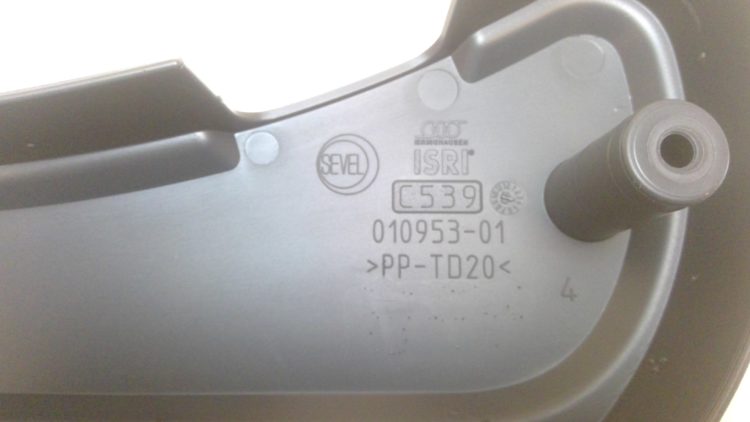 SEVEL
ISRI®
C539
010953-01
>PP-TD20<
4